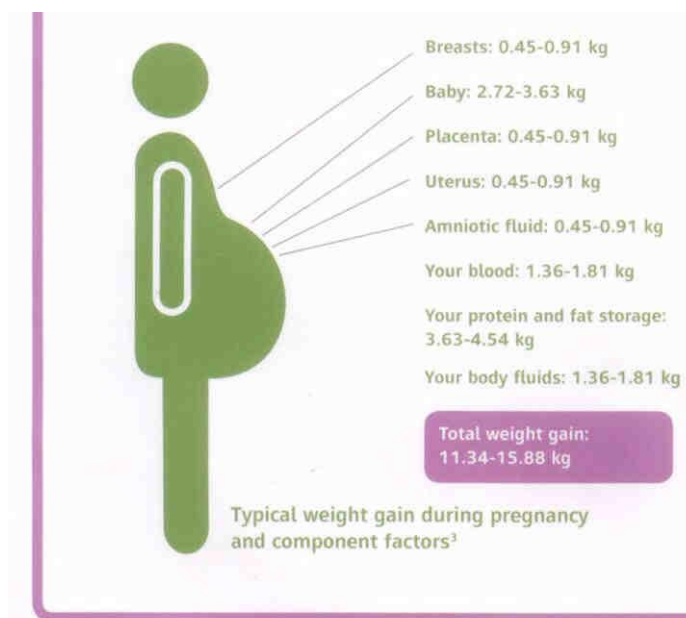 Breasts: 0.45-0.91 kg
Baby: 2.72-3.63 kg
Placenta: 0.45-0.91 kg
Uterus: 0.45-0.91 kg
Amniotic fluid: 0.45-0.91 kg
Your blood: 1.36-1.81 kg
Your protein and fat storage:
3.63-4.54 kg
Your body fluids: 1.36-1.81 kg
Total weight gain:
11.34-15.88 kg
Typical weight gain during pregnancy
and component factors³